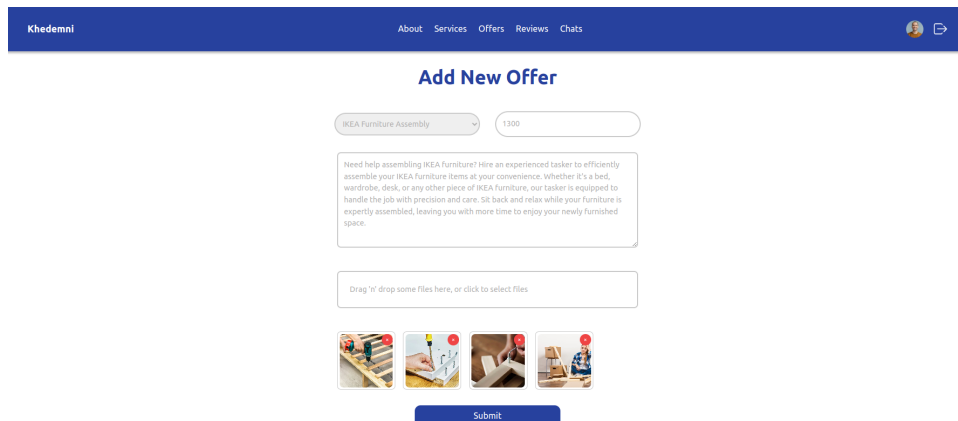 Khedemni
About Services Offers Reviews Chats
Add New Offer
IKEA Furniture Assembly
1300
Need help assembling IKEA furniture? Hire an experienced tasker to efficiently
assemble your IKEA furniture items at your convenience. Whether it's a bed,
wardrobe, desk, or any other piece of IKEA furniture, our tasker is equipped to
handle the job with precision and care. Sit back and relax while your furniture is
expertly assembled, leaving you with more time to enjoy your newly furnished
space.
Drag 'n' drop some files here, or click to select files
Submit